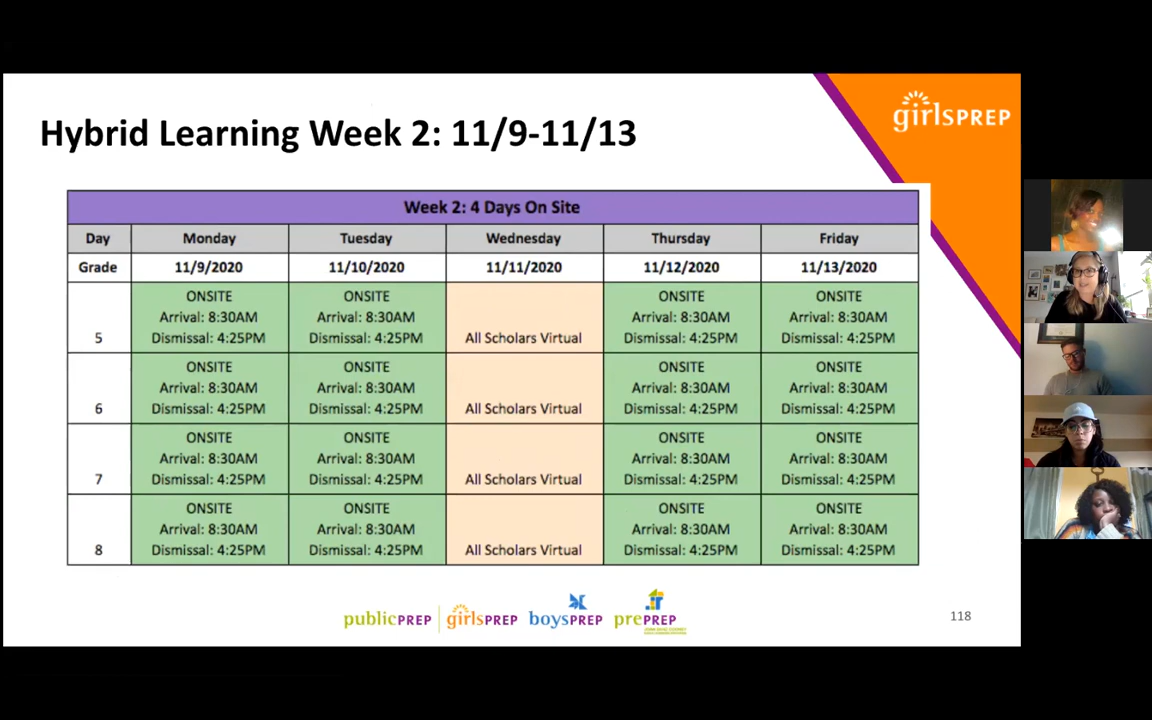 girlsPREP
Hybrid Learning Week 2: 11/9-11/13
Week 2: 4 Days On Site
Day Monday Tuesday Wednesday Thursday Friday
Grade 11/9/2020 11/10/2020 11/11/2020 11/12/2020 11/13/2020
ONSITE ONSITE ONSITE ONSITE
Arrival: 8:30AM Arrival: 8:30AM Arrival: 8:30AM Arrival: 8:30AM
5 Dismissal: 4:25PM Dismissal: 4:25PM All Scholars Virtual Dismissal: 4:25PM Dismissal: 4:25PM
ONSITE ONSITE ONSITE ONSITE
Arrival: 8:30AM Arrival: 8:30AM Arrival: 8:30AM Arrival: 8:30AM
6 Dismissal: 4:25PM Dismissal: 4:25PM All Scholars Virtual Dismissal: 4:25PM Dismissal: 4:25PM
ONSITE ONSITE ONSITE ONSITE
Arrival: 8:30AM Arrival: 8:30AM Arrival: 8:30AM Arrival: 8:30AM
7 Dismissal: 4:25PM Dismissal: 4:25PM All Scholars Virtual Dismissal: 4:25PM Dismissal: 4:25PM
ONSITE ONSITE ONSITE ONSITE
Arrival: 8:30AM Arrival: 8:30AM Arrival: 8:30AM Arrival: 8:30AM
8 Dismissal: 4:25PM Dismissal: 4:25PM All Scholars Virtual Dismissal: 4:25PM Dismissal: 4:25PM
publicPREP girlsPREP boysPREP prePREP
118